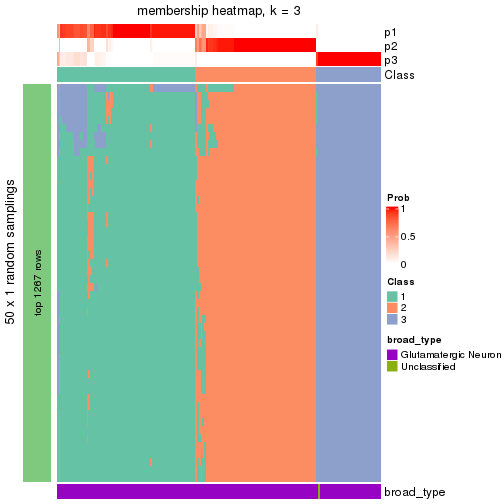 membership heatmap, k = 3
p1
p2
p3
Class
50 x 1 random samplings
top 1267 rows
Prob
1
0.5
0
Class
1
2
3
broad_type
Glutamatergic Neuron
Unclassified
broad_type